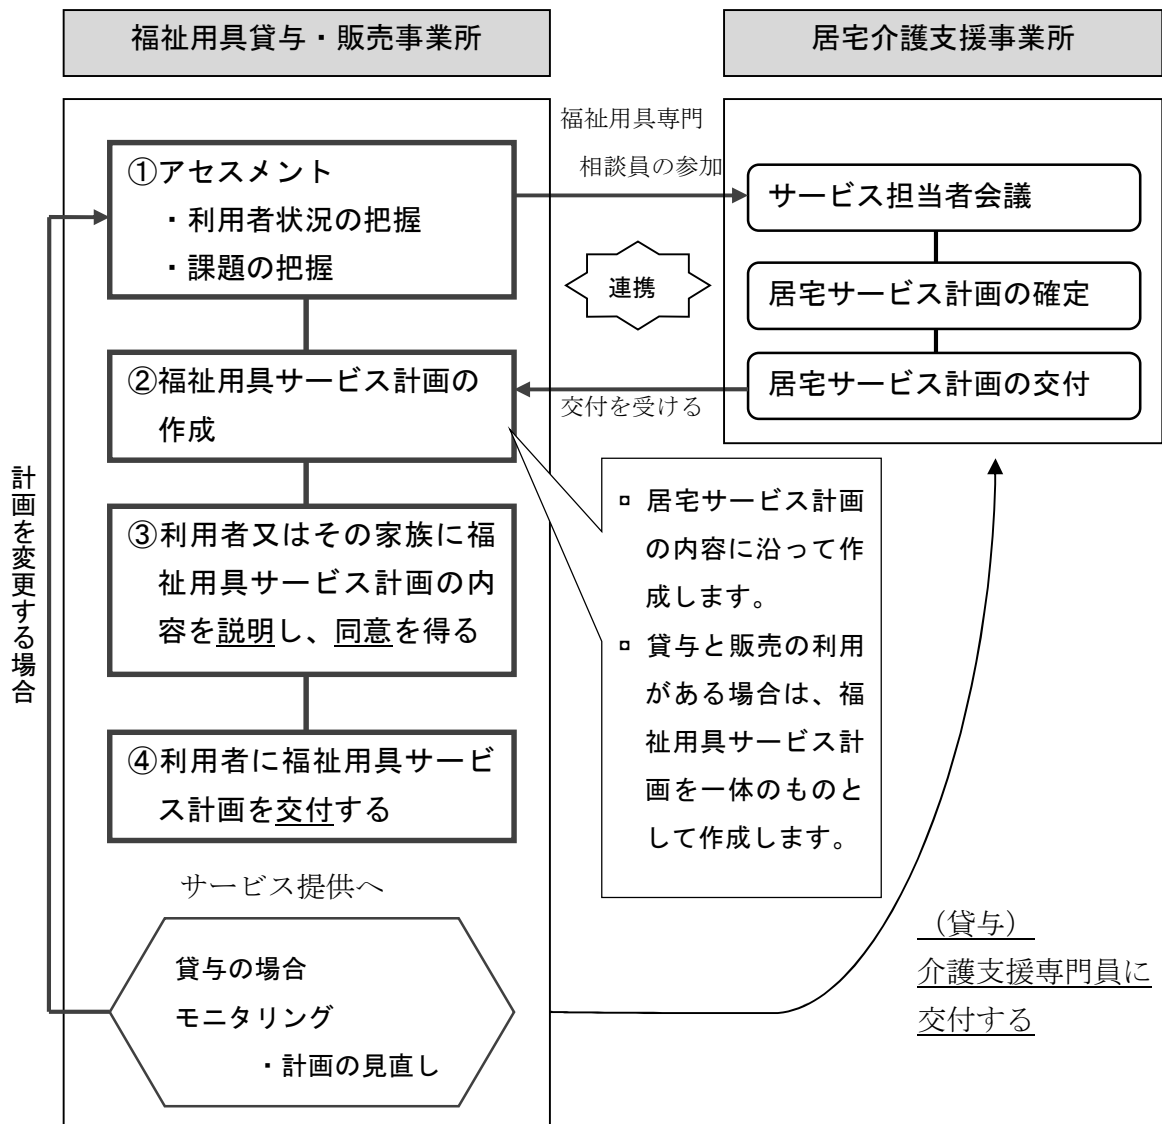 福祉用具貸与・販売事業所
居宅介護支援事業所
福祉用具専門
相談員の参加
①アセスメント
・利用者状況の把握
・課題の把握
サービス担当者会議
連携
居宅サービス計画の確定
②福祉用具サービス計画の
作成
居宅サービス計画の交付
交付を受ける
¤ 居宅サービス計画
の内容に沿って作
成します。
¤ 貸与と販売の利用
がある場合は、福
祉用具サービス計
画を一体のものと
して作成します。
③利用者又はその家族に福
祉用具サービス計画の内
容を説明し、同意を得る
④利用者に福祉用具サービ
ス計画を交付する
計画を変更する場合
サービス提供へ
貸与の場合
モニタリング
・計画の見直し
（貸与）
介護支援専門員に
交付する